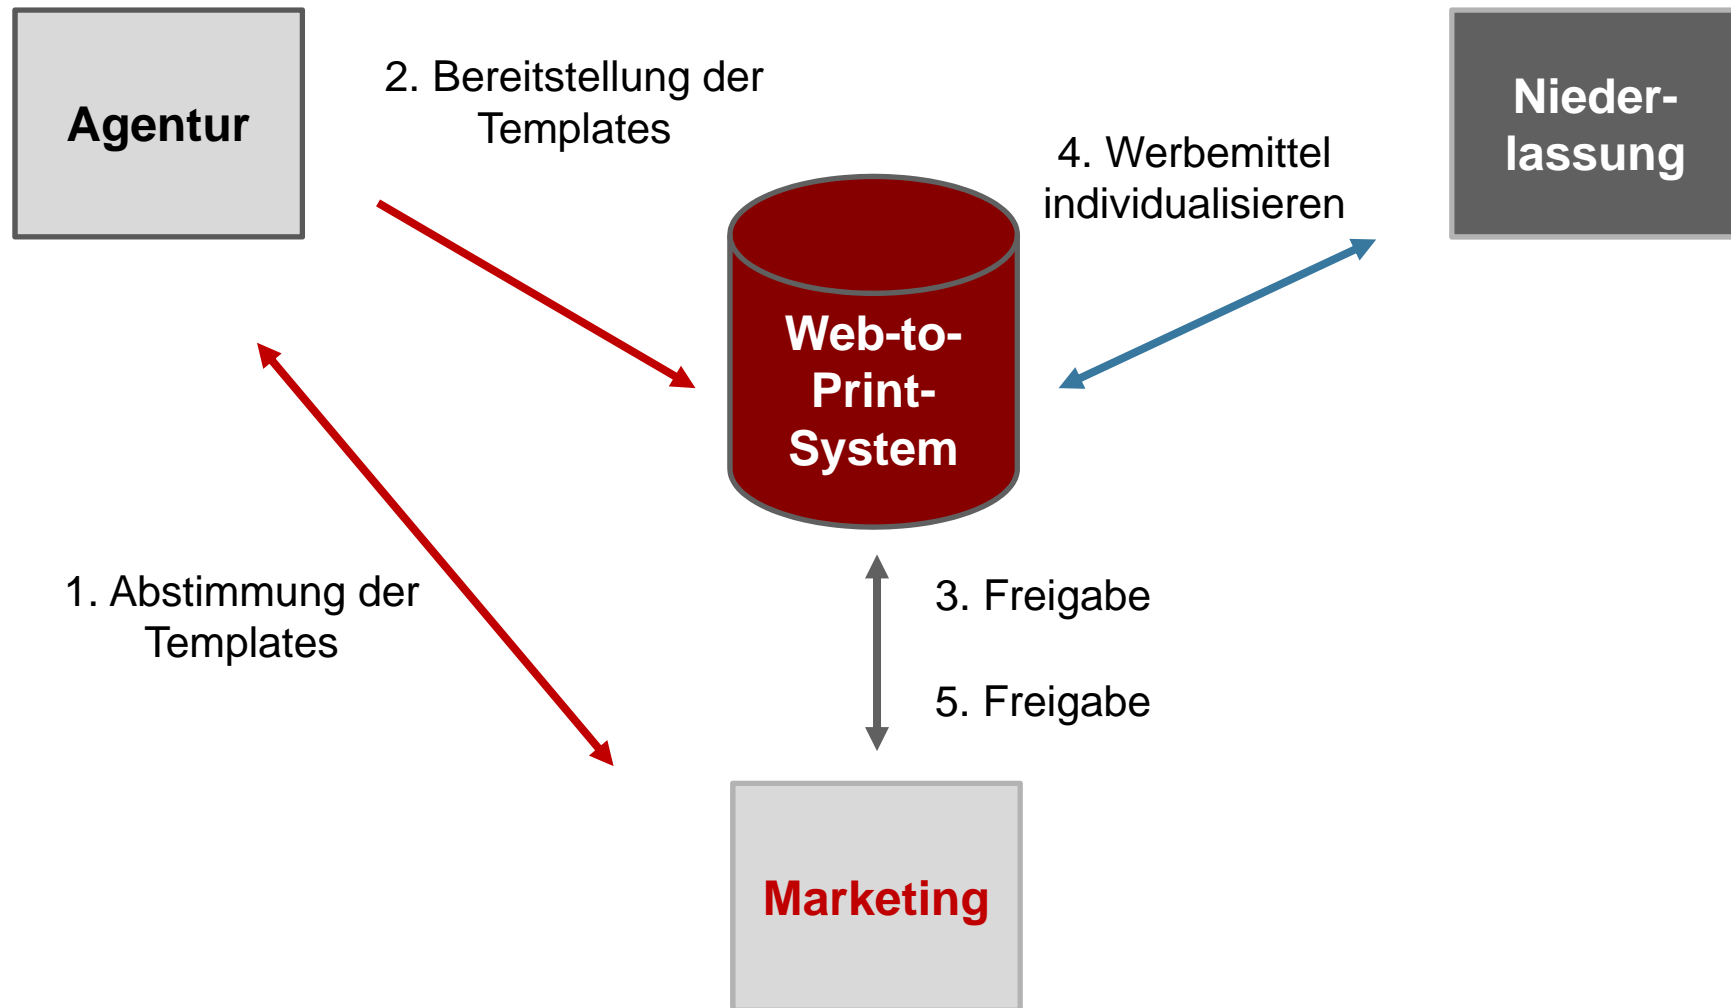 Agentur
2. Bereitstellung der
Templates
4. Werbemittel
individualisieren
Nieder-
lassung
Web-to-
Print-
System
1. Abstimmung der
Templates
3. Freigabe
5. Freigabe
Marketing